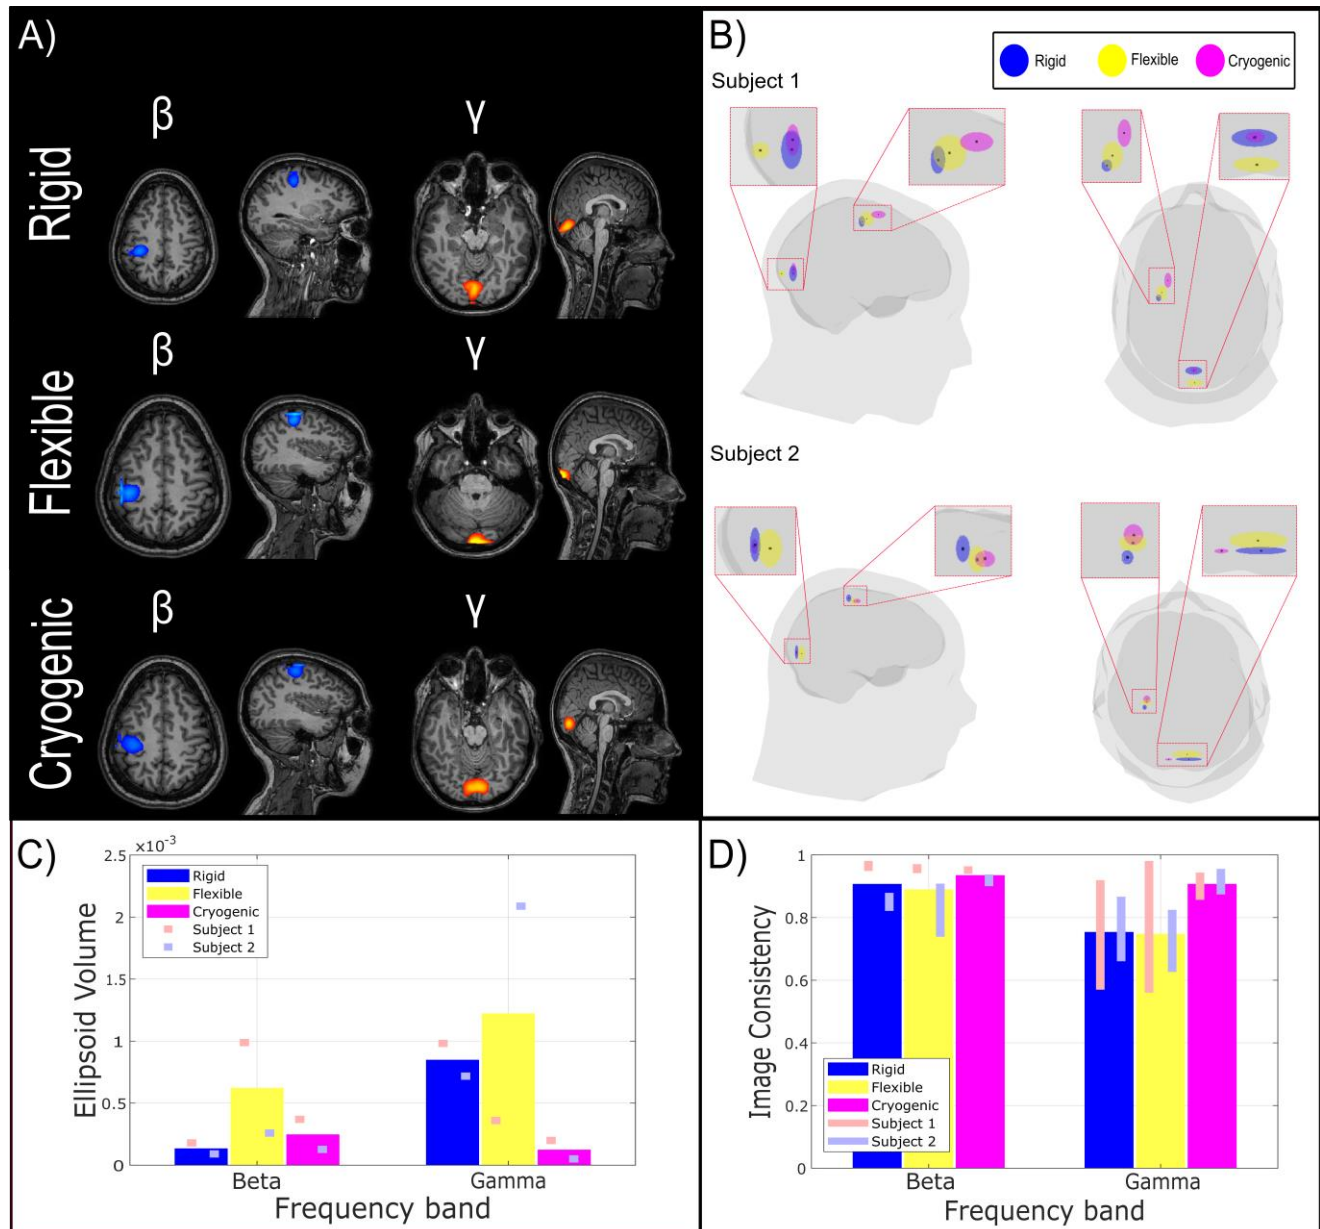 A)
β
γ
Rigid
β
γ
Flexible
β
γ
Cryogenic
B)
Rigid
Flexible
Cryogenic
Subject 1
Subject 2
C)
×10⁻³
2.5
2
1.5
1
0.5
0
Ellipsoid Volume
Rigid
Flexible
Cryogenic
Subject 1
Subject 2
Beta
Gamma
Frequency band
D)
1
0.8
0.6
0.4
0.2
0
Image Consistency
Rigid
Flexible
Cryogenic
Subject 1
Subject 2
Beta
Gamma
Frequency band